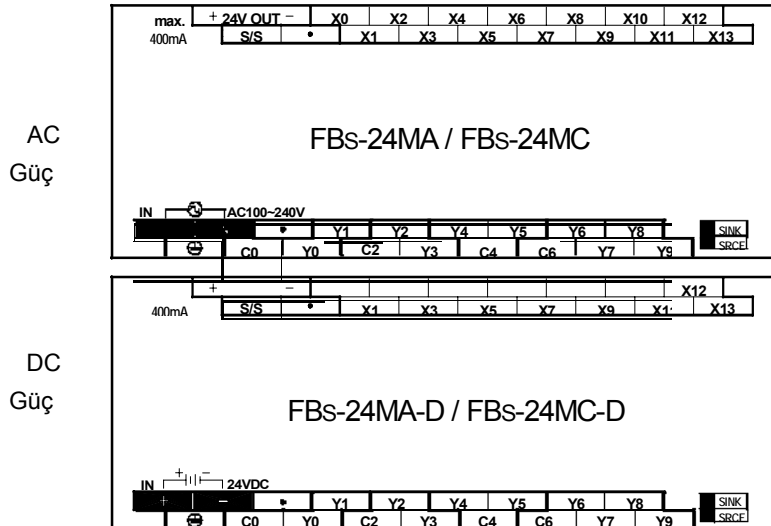 max. + 24V OUT − X0 X2 X4 X6 X8 X10 X12
400mA S/S • X1 X3 X5 X7 X9 X11 X13
AC
Güç
FBs-24MA / FBs-24MC
IN AC100~240V
• Y1 Y2 Y4 Y5 Y6 Y8 SINK
C0 Y0 C2 Y3 C4 C6 Y7 Y9 SRCE
+ − X12
400mA S/S X1 X3 X5 X7 X9 X1 X13
DC
Güç
FBs-24MA-D / FBs-24MC-D
+ −
IN 24VDC
+ − • Y1 Y2 Y4 Y5 Y6 Y8 SINK
C0 Y0 C2 Y3 C4 C6 Y7 Y9 SRCE